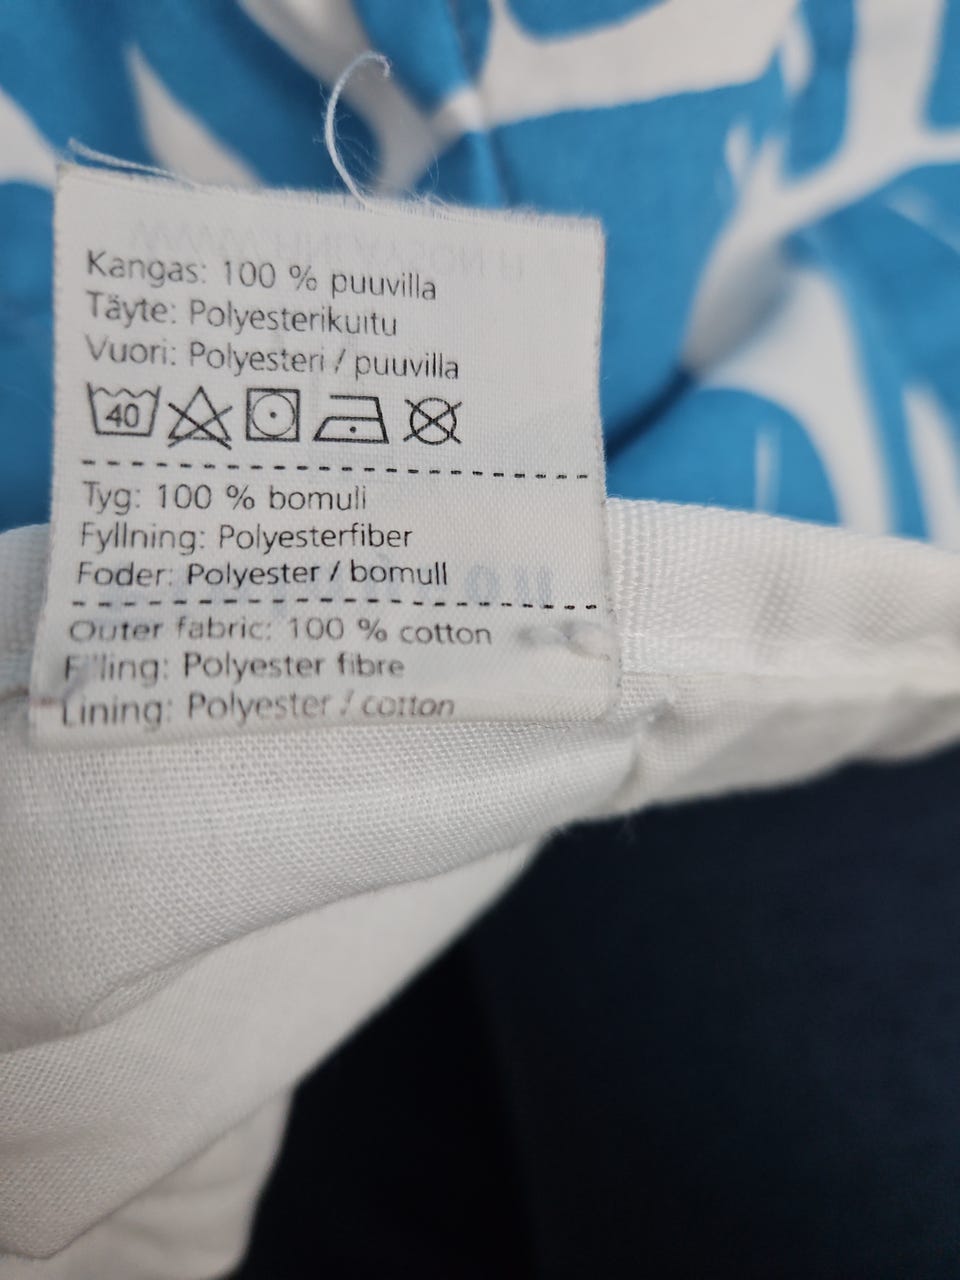 Kangas: 100 % puuvilla
Täyte: Polyesterikuitu
Vuori: Polyesteri / puuvilla
40
Tyg: 100 % bomull
Fyllning: Polyesterfiber
Foder: Polyester / bomull
Outer fabric: 100 % cotton
Filling: Polyester fibre
Lining: Polyester / cotton